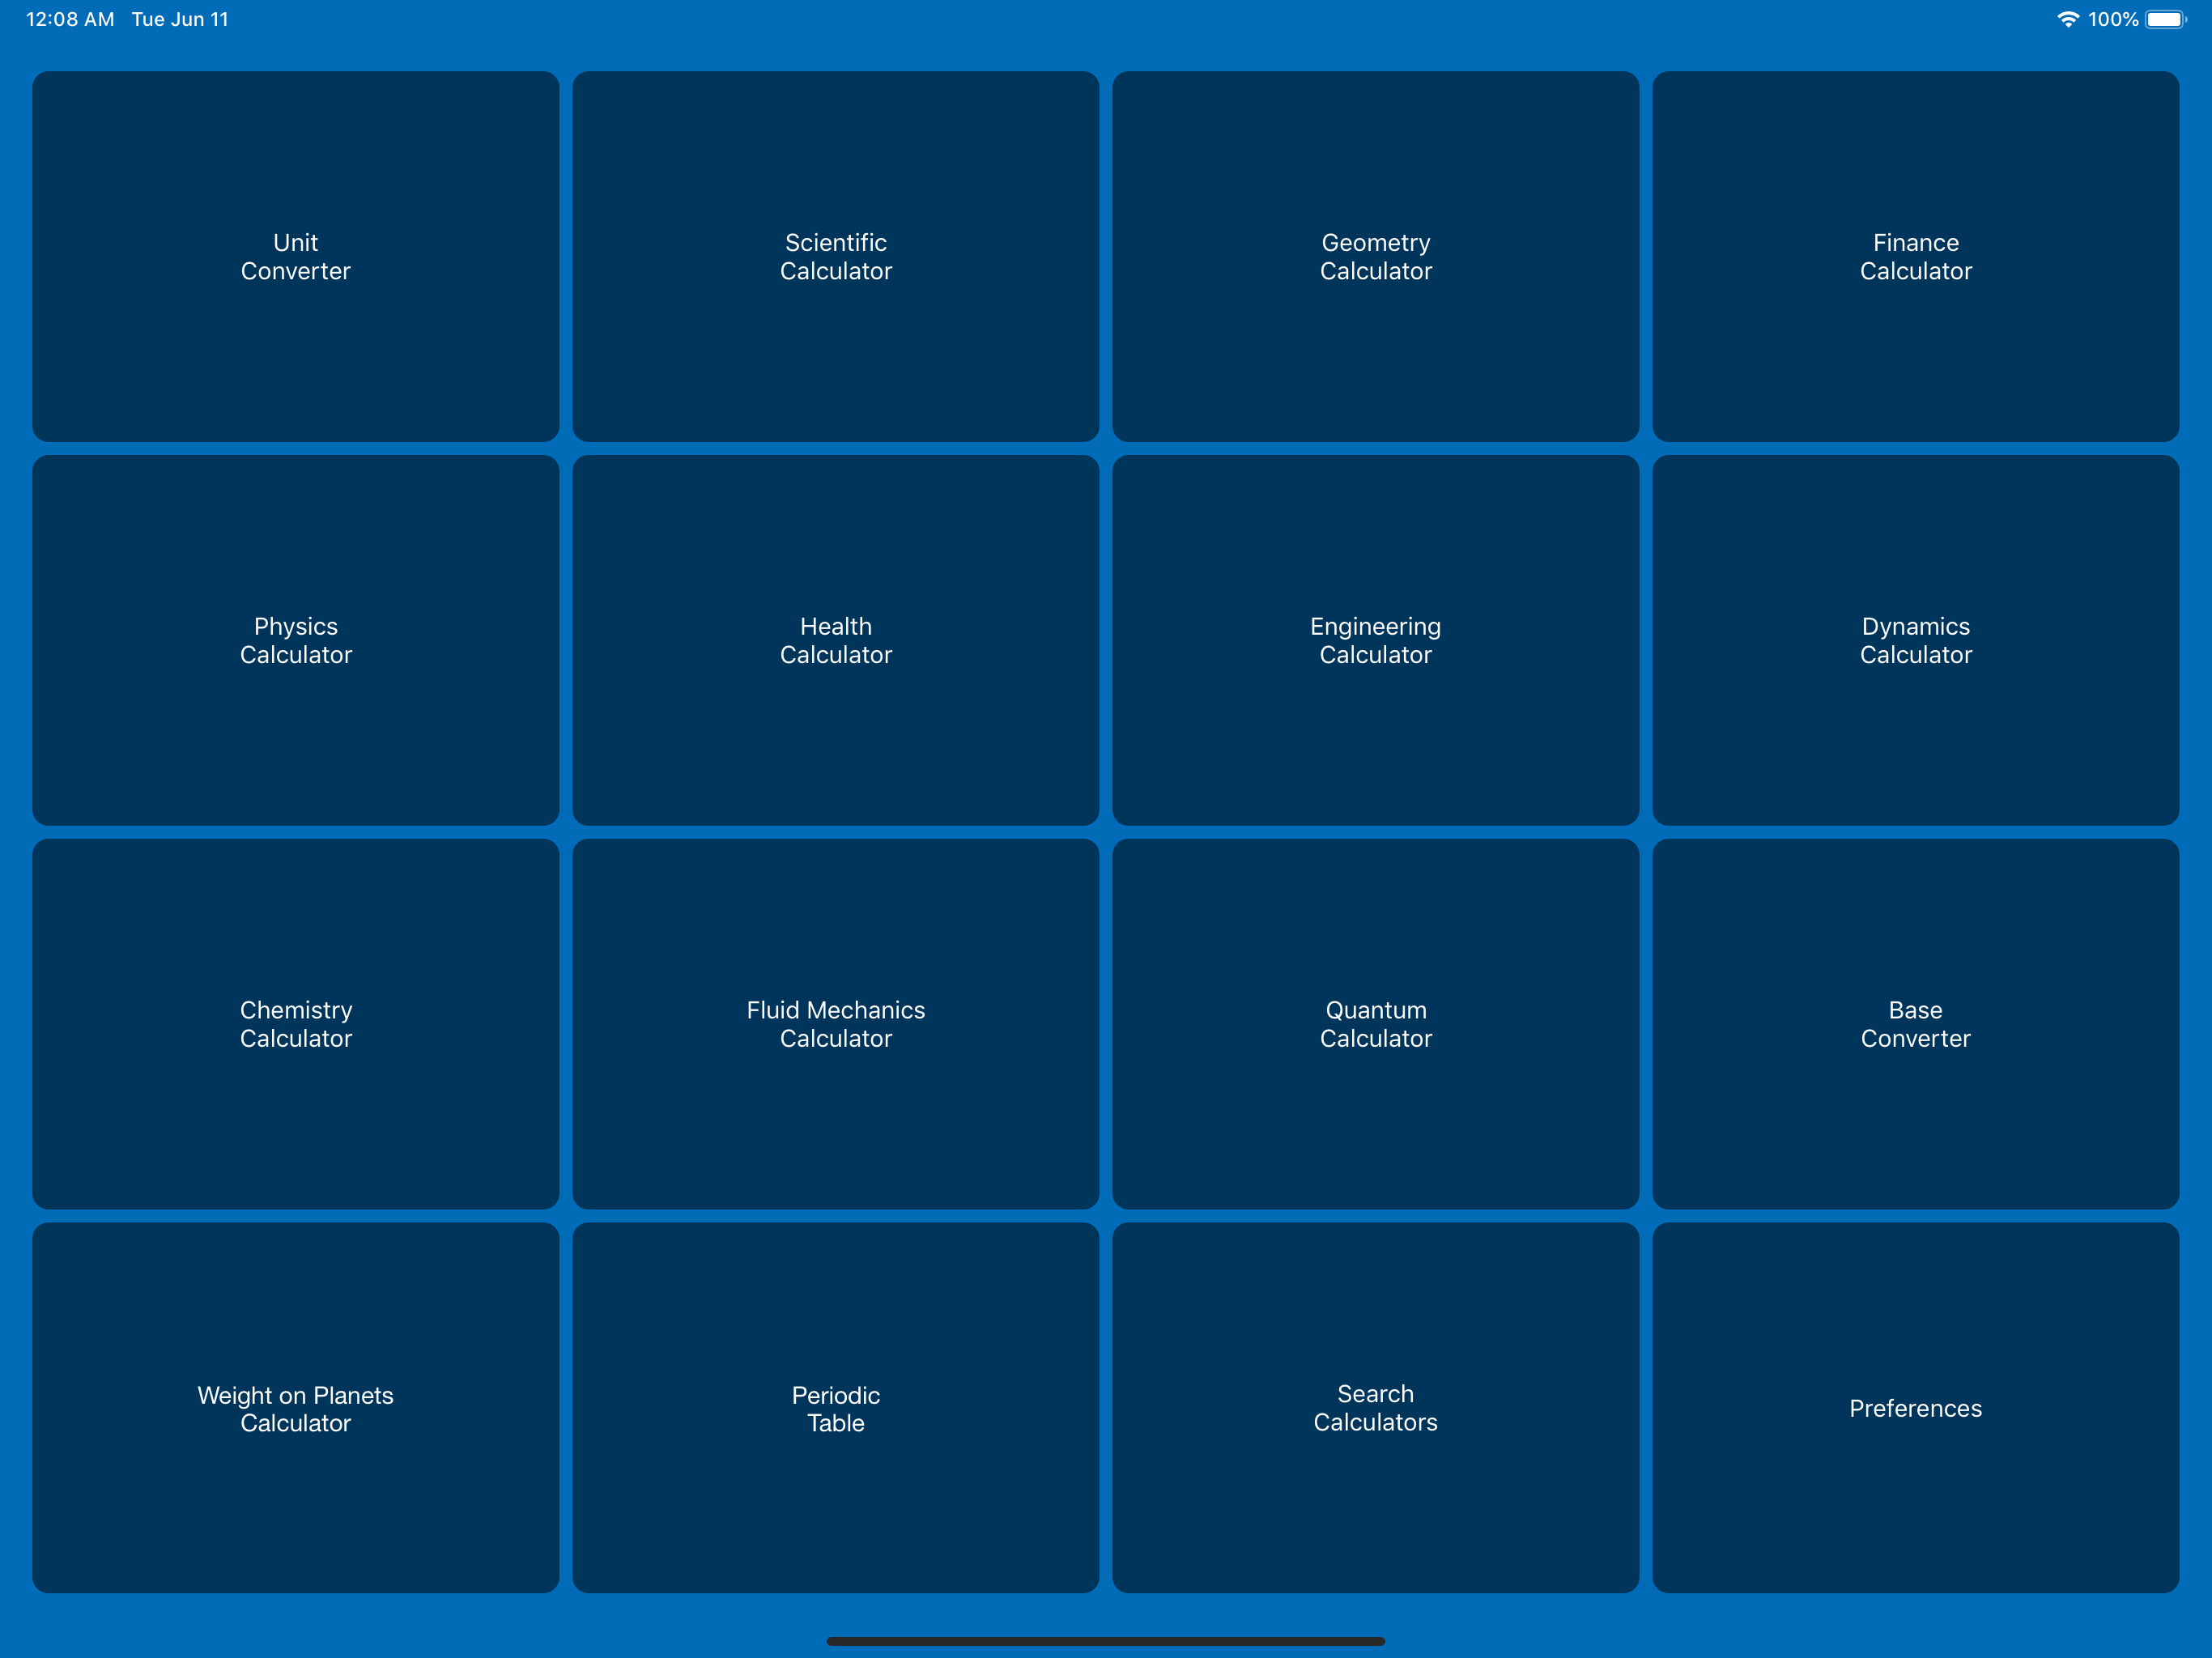 12:08 AM Tue Jun 11
100%
Unit
Converter
Scientific
Calculator
Geometry
Calculator
Finance
Calculator
Physics
Calculator
Health
Calculator
Engineering
Calculator
Dynamics
Calculator
Chemistry
Calculator
Fluid Mechanics
Calculator
Quantum
Calculator
Base
Converter
Weight on Planets
Calculator
Periodic
Table
Search
Calculators
Preferences